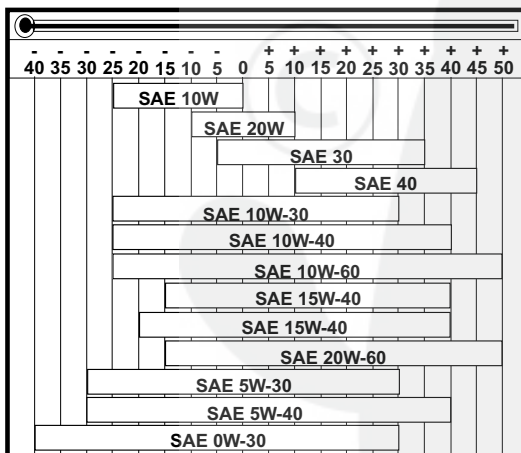 - - - - - - - - + + + + + + + + + +
40 35 30 25 20 15 10 5 0 5 10 15 20 25 30 35 40 45 50
SAE 10W
SAE 20W
SAE 30
SAE 40
SAE 10W-30
SAE 10W-40
SAE 10W-60
SAE 15W-40
SAE 15W-40
SAE 20W-60
SAE 5W-30
SAE 5W-40
SAE 0W-30